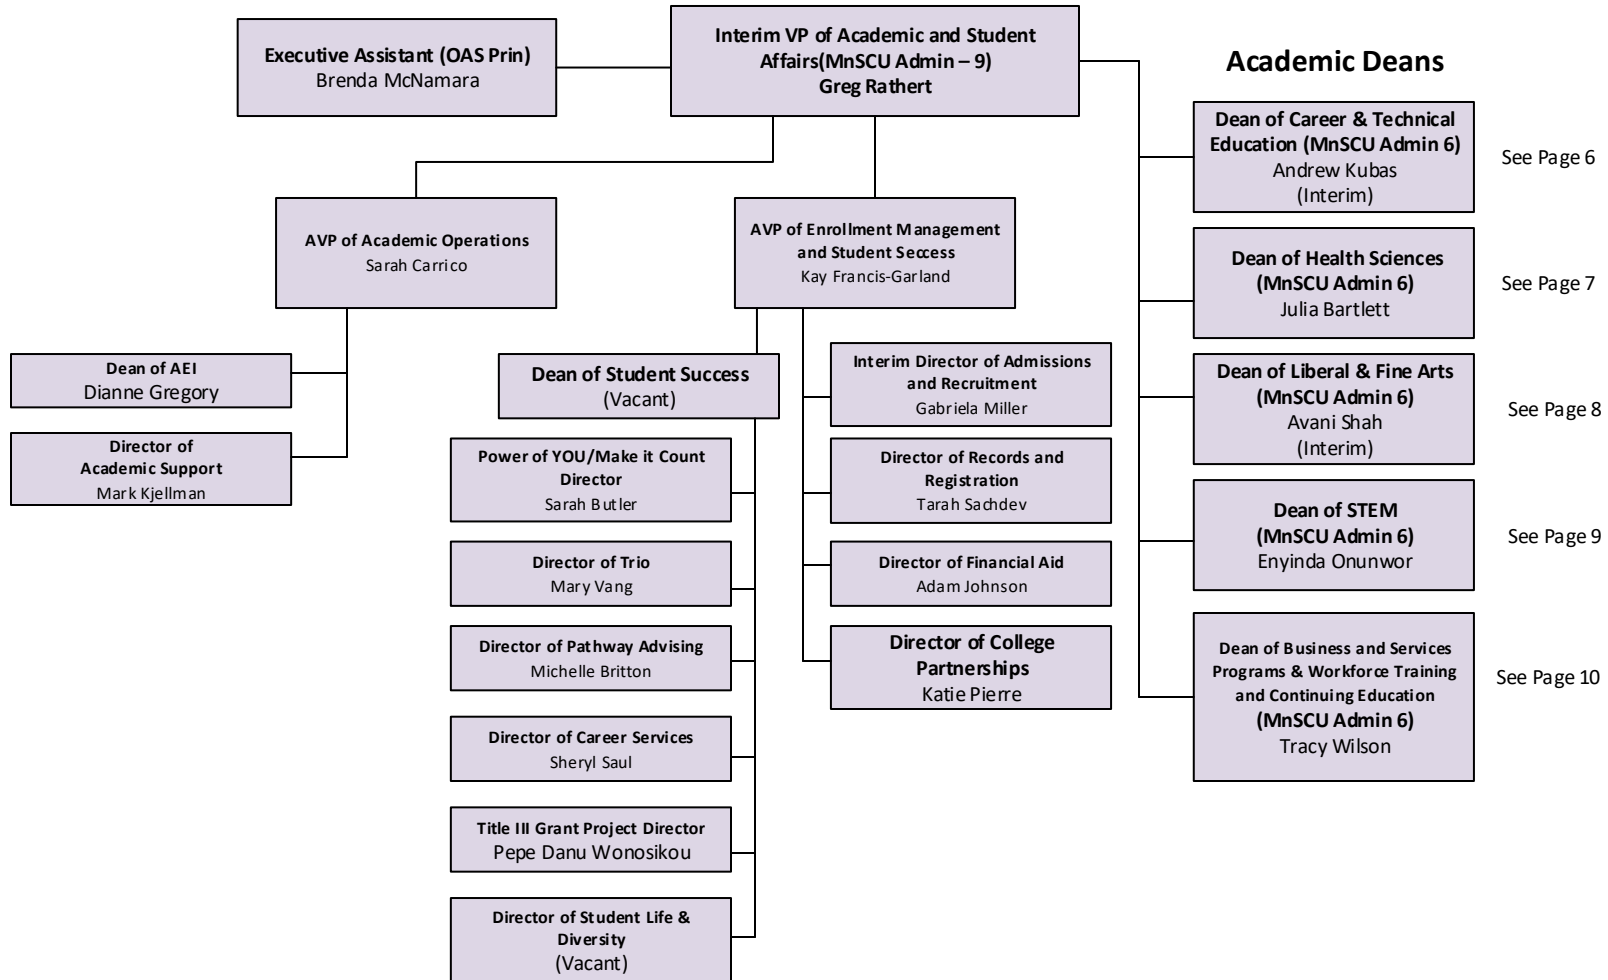 Executive Assistant (OAS Prin)
Brenda McNamara
Interim VP of Academic and Student
Affairs(MnSCU Admin – 9)
Greg Rathert
Academic Deans
Dean of Career & Technical
Education (MnSCU Admin 6)
Andrew Kubas
(Interim)
See Page 6
AVP of Academic Operations
Sarah Carrico
AVP of Enrollment Management
and Student Seccess
Kay Francis-Garland
Dean of Health Sciences
(MnSCU Admin 6)
Julia Bartlett
See Page 7
Dean of AEI
Dianne Gregory
Director of
Academic Support
Mark Kjellman
Dean of Student Success
(Vacant)
Power of YOU/Make it Count
Director
Sarah Butler
Director of Trio
Mary Vang
Director of Pathway Advising
Michelle Britton
Director of Career Services
Sheryl Saul
Title III Grant Project Director
Pepe Danu Wonosikou
Director of Student Life &
Diversity
(Vacant)
Interim Director of Admissions
and Recruitment
Gabriela Miller
Director of Records and
Registration
Tarah Sachdev
Director of Financial Aid
Adam Johnson
Director of College
Partnerships
Katie Pierre
Dean of Liberal & Fine Arts
(MnSCU Admin 6)
Avani Shah
(Interim)
See Page 8
Dean of STEM
(MnSCU Admin 6)
Enyinda Onunwor
See Page 9
Dean of Business and Services
Programs & Workforce Training
and Continuing Education
(MnSCU Admin 6)
Tracy Wilson
See Page 10